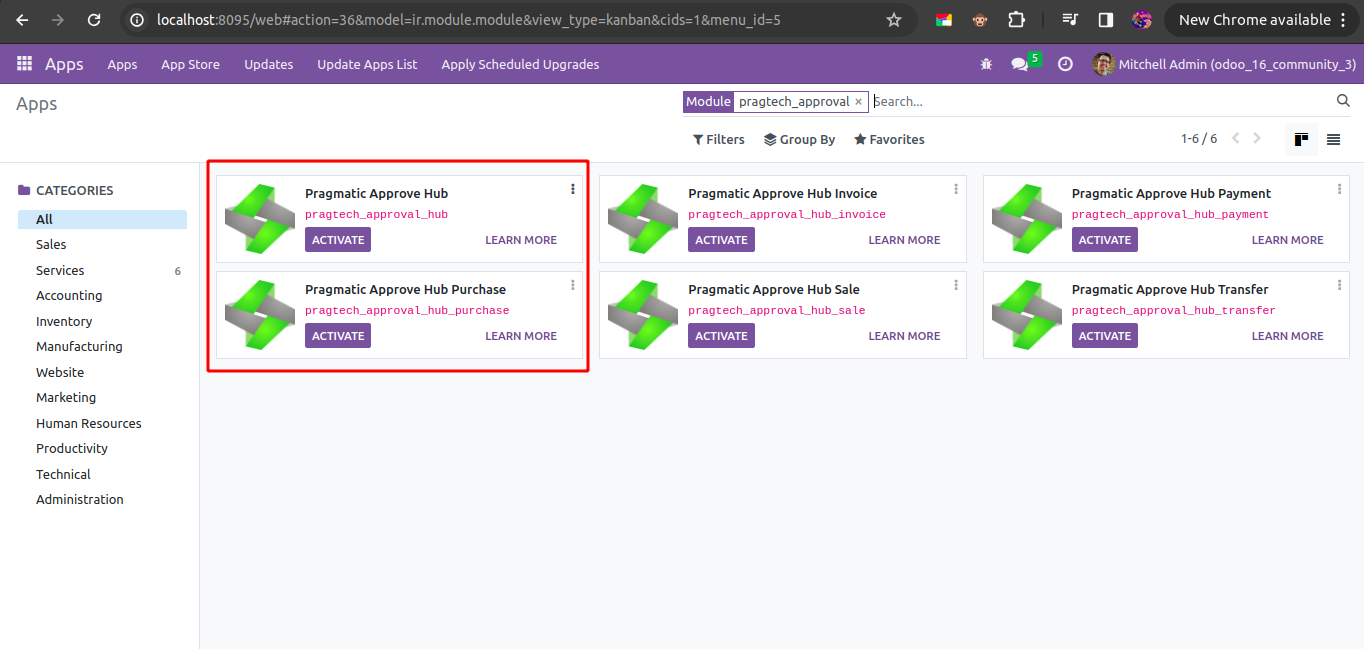 localhost:8095/web#action=36&model=ir.module.module&view_type=kanban&cids=1&menu_id=5
New Chrome available
Apps Apps App Store Updates Update Apps List Apply Scheduled Upgrades 5 Mitchell Admin (odoo_16_community_3)
Apps
Module pragtech_approval × Search...
Filters Group By Favorites 1-6 / 6
CATEGORIES
All
Sales
Services 6
Accounting
Inventory
Manufacturing
Website
Marketing
Human Resources
Productivity
Technical
Administration
Pragmatic Approve Hub
pragtech_approval_hub
ACTIVATE LEARN MORE
Pragmatic Approve Hub Invoice
pragtech_approval_hub_invoice
ACTIVATE LEARN MORE
Pragmatic Approve Hub Payment
pragtech_approval_hub_payment
ACTIVATE LEARN MORE
Pragmatic Approve Hub Purchase
pragtech_approval_hub_purchase
ACTIVATE LEARN MORE
Pragmatic Approve Hub Sale
pragtech_approval_hub_sale
ACTIVATE LEARN MORE
Pragmatic Approve Hub Transfer
pragtech_approval_hub_transfer
ACTIVATE LEARN MORE